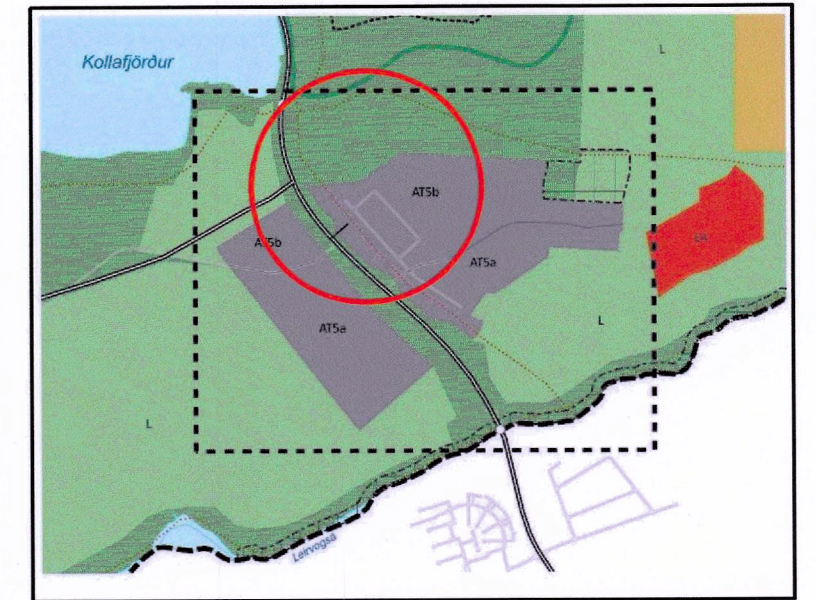 Kollafjörður
L
AT5b
AT5b
AT5a
AT5a
L
L
Leirvogsá